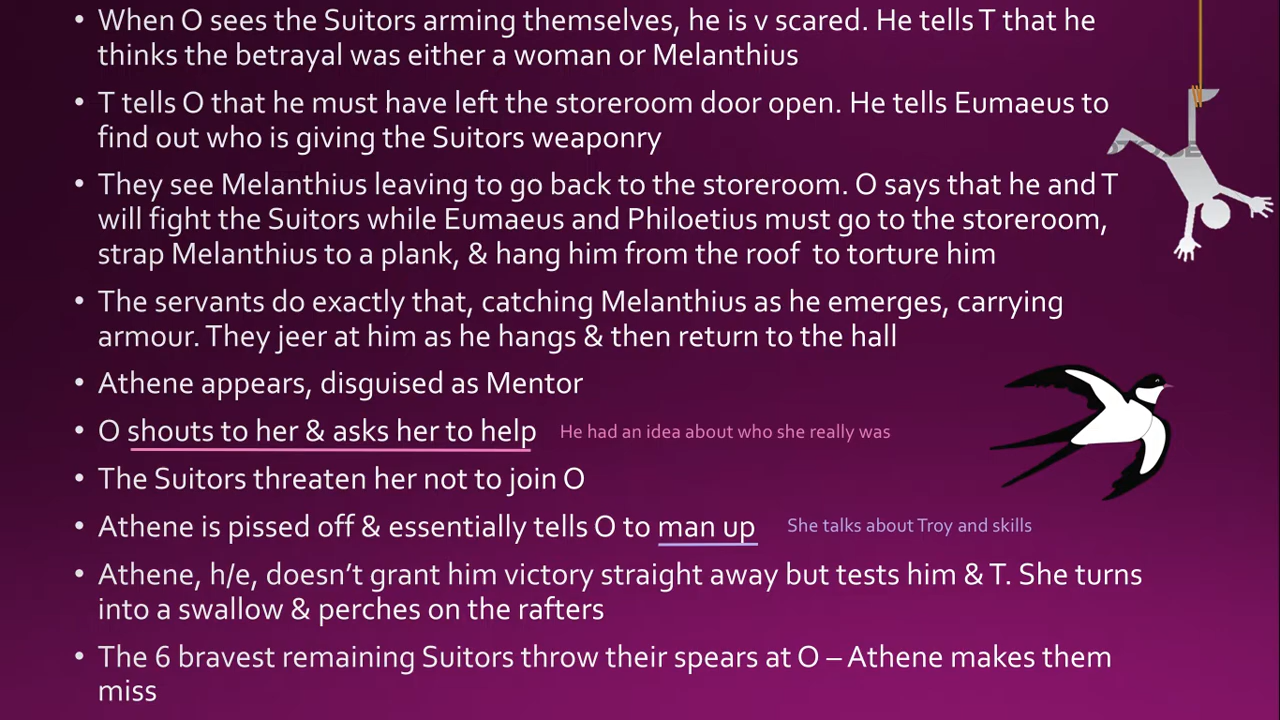 • When O sees the Suitors arming themselves, he is v scared. He tells T that he
thinks the betrayal was either a woman or Melanthius
• T tells O that he must have left the storeroom door open. He tells Eumaeus to
find out who is giving the Suitors weaponry
• They see Melanthius leaving to go back to the storeroom. O says that he and T
will fight the Suitors while Eumaeus and Philoetius must go to the storeroom,
strap Melanthius to a plank, & hang him from the roof to torture him
• The servants do exactly that, catching Melanthius as he emerges, carrying
armour. They jeer at him as he hangs & then return to the hall
• Athene appears, disguised as Mentor
• O shouts to her & asks her to help He had an idea about who she really was
• The Suitors threaten her not to join O
• Athene is pissed off & essentially tells O to man up She talks about Troy and skills
• Athene, h/e, doesn’t grant him victory straight away but tests him & T. She turns
into a swallow & perches on the rafters
• The 6 bravest remaining Suitors throw their spears at O – Athene makes them
miss